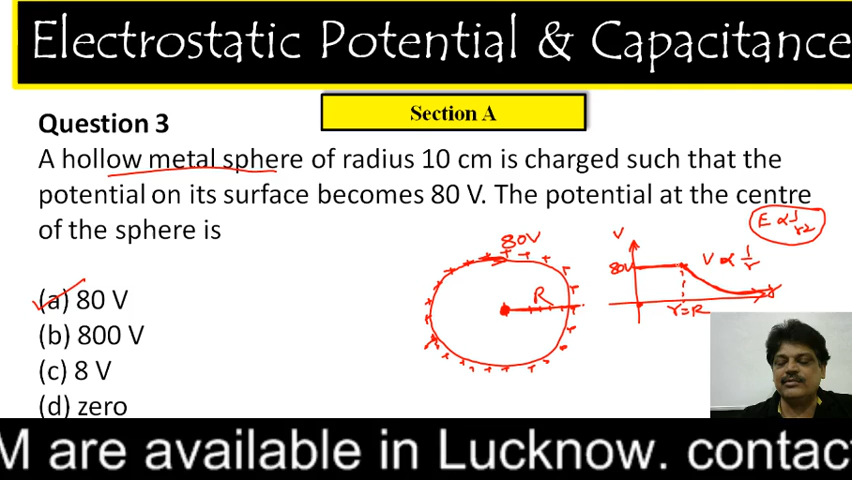 Electrostatic Potential & Capacitance
Section A
Question 3
A hollow metal sphere of radius 10 cm is charged such that the
potential on its surface becomes 80 V. The potential at the centre
of the sphere is
(a) 80 V
(b) 800 V
(c) 8 V
(d) zero
80V
R
V
80V
V ∝ 1/r
r=R
E ∝ 1/r2
M are available in Lucknow. contac